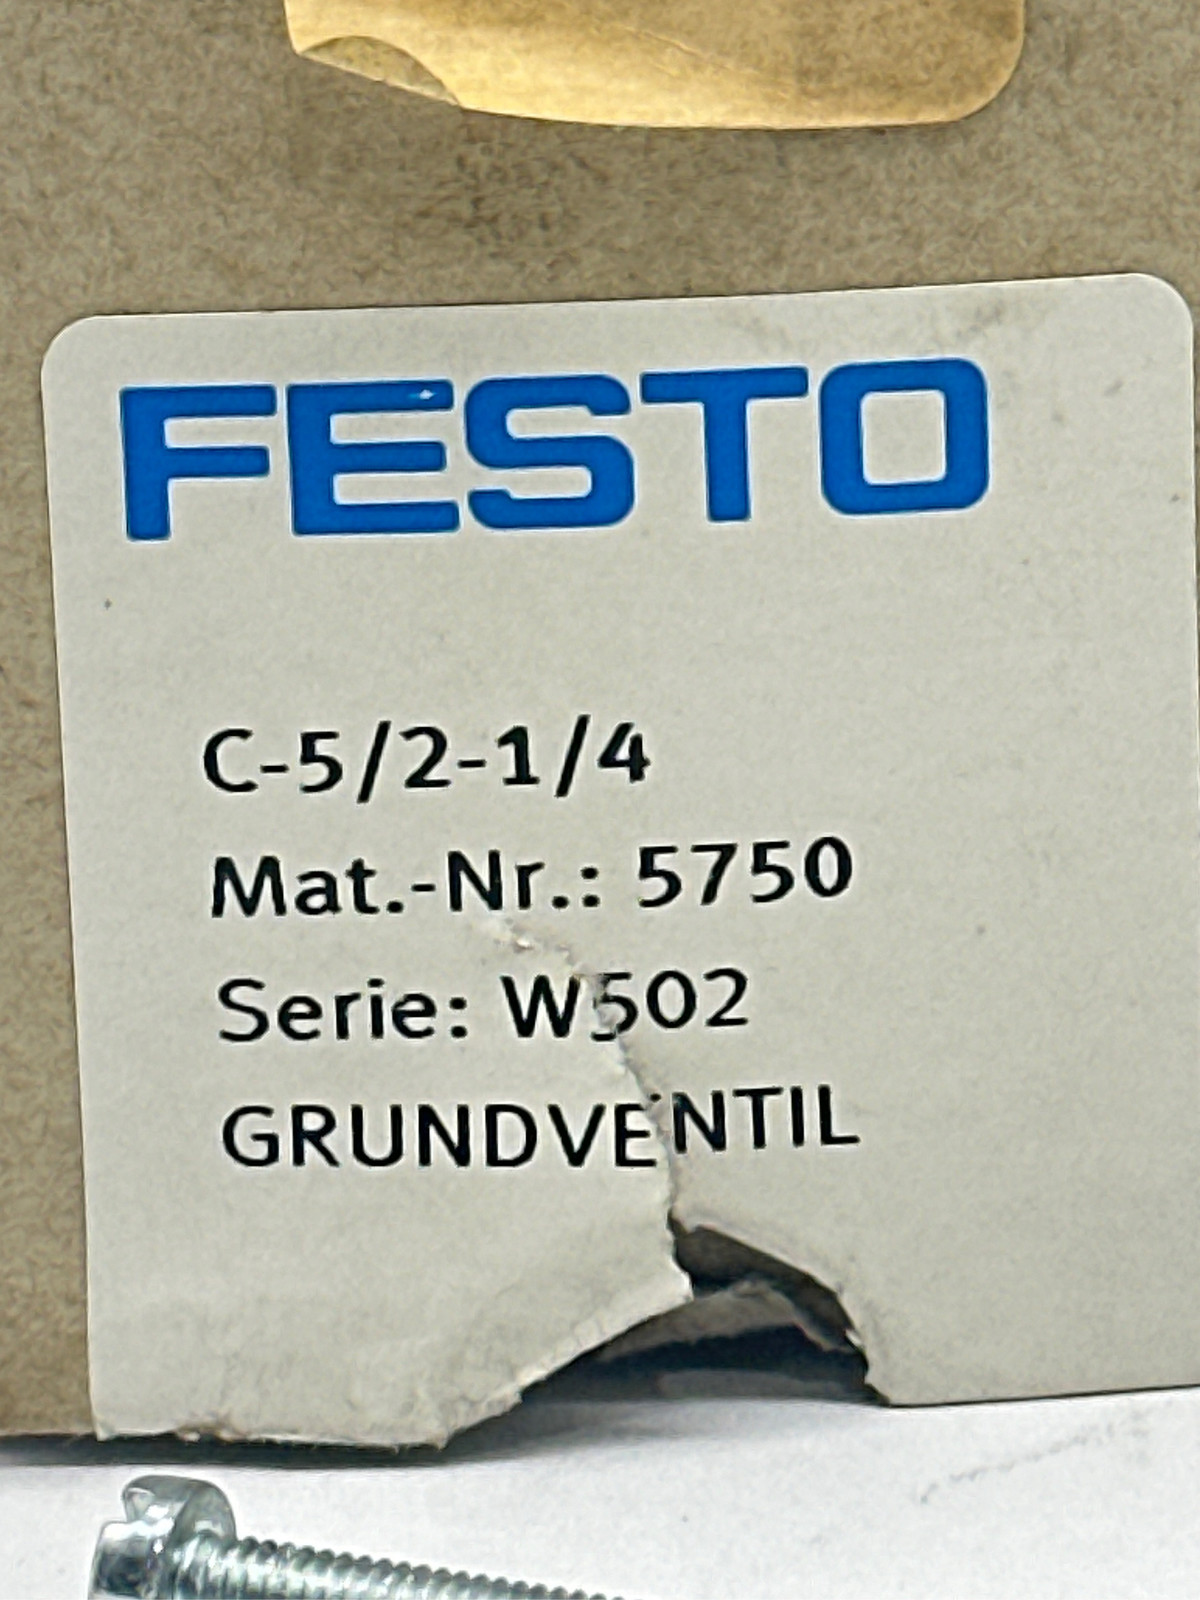 FESTO
C-5/2-1/4
Mat.-Nr.: 5750
Serie: W502
GRUNDVENTIL